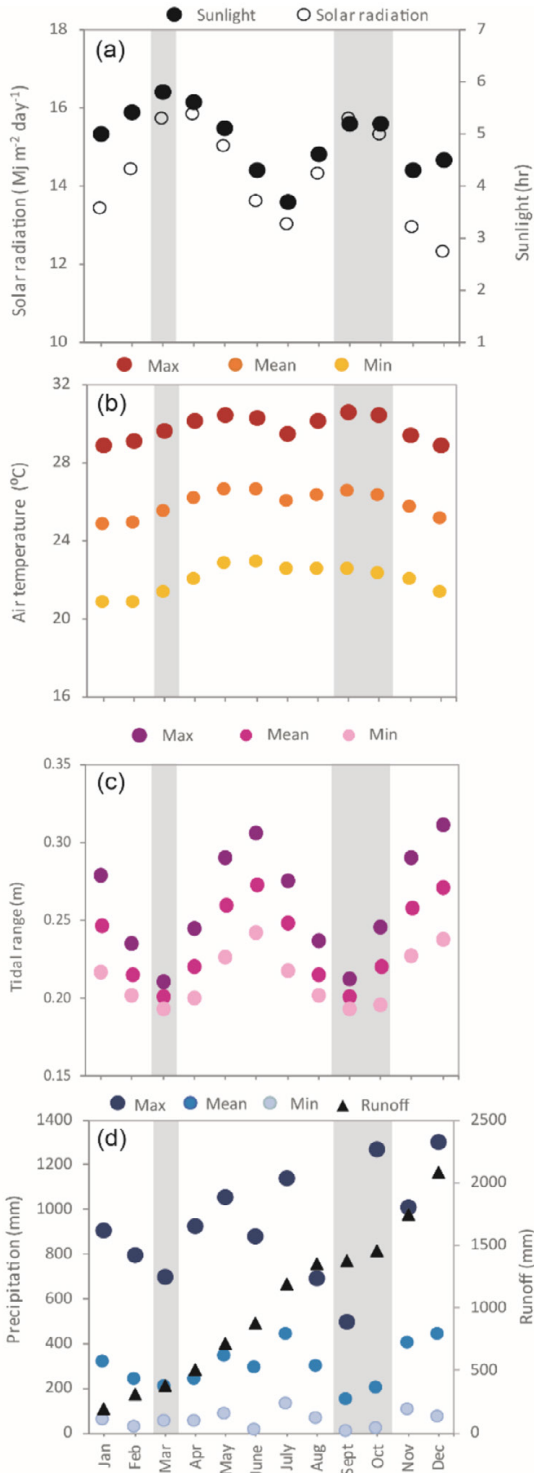 Sunlight Solar radiation
(a)
18
16
14
12
10
Solar radiation ( Mj m⁻² day⁻¹)
7
6
5
4
3
2
1
Sunlight (hr)
Max Mean Min
(b)
32
28
24
20
16
Air temperature (⁰C)
Max Mean Min
(c)
0.35
0.30
0.25
0.20
0.15
Tidal range (m)
Max Mean Min Runoff
(d)
1400
1200
1000
800
600
400
200
0
Precipitation (mm)
2500
2000
1500
1000
500
0
Runoff (mm)
Jan Feb Mar Apr May June July Aug Sept Oct Nov Dec